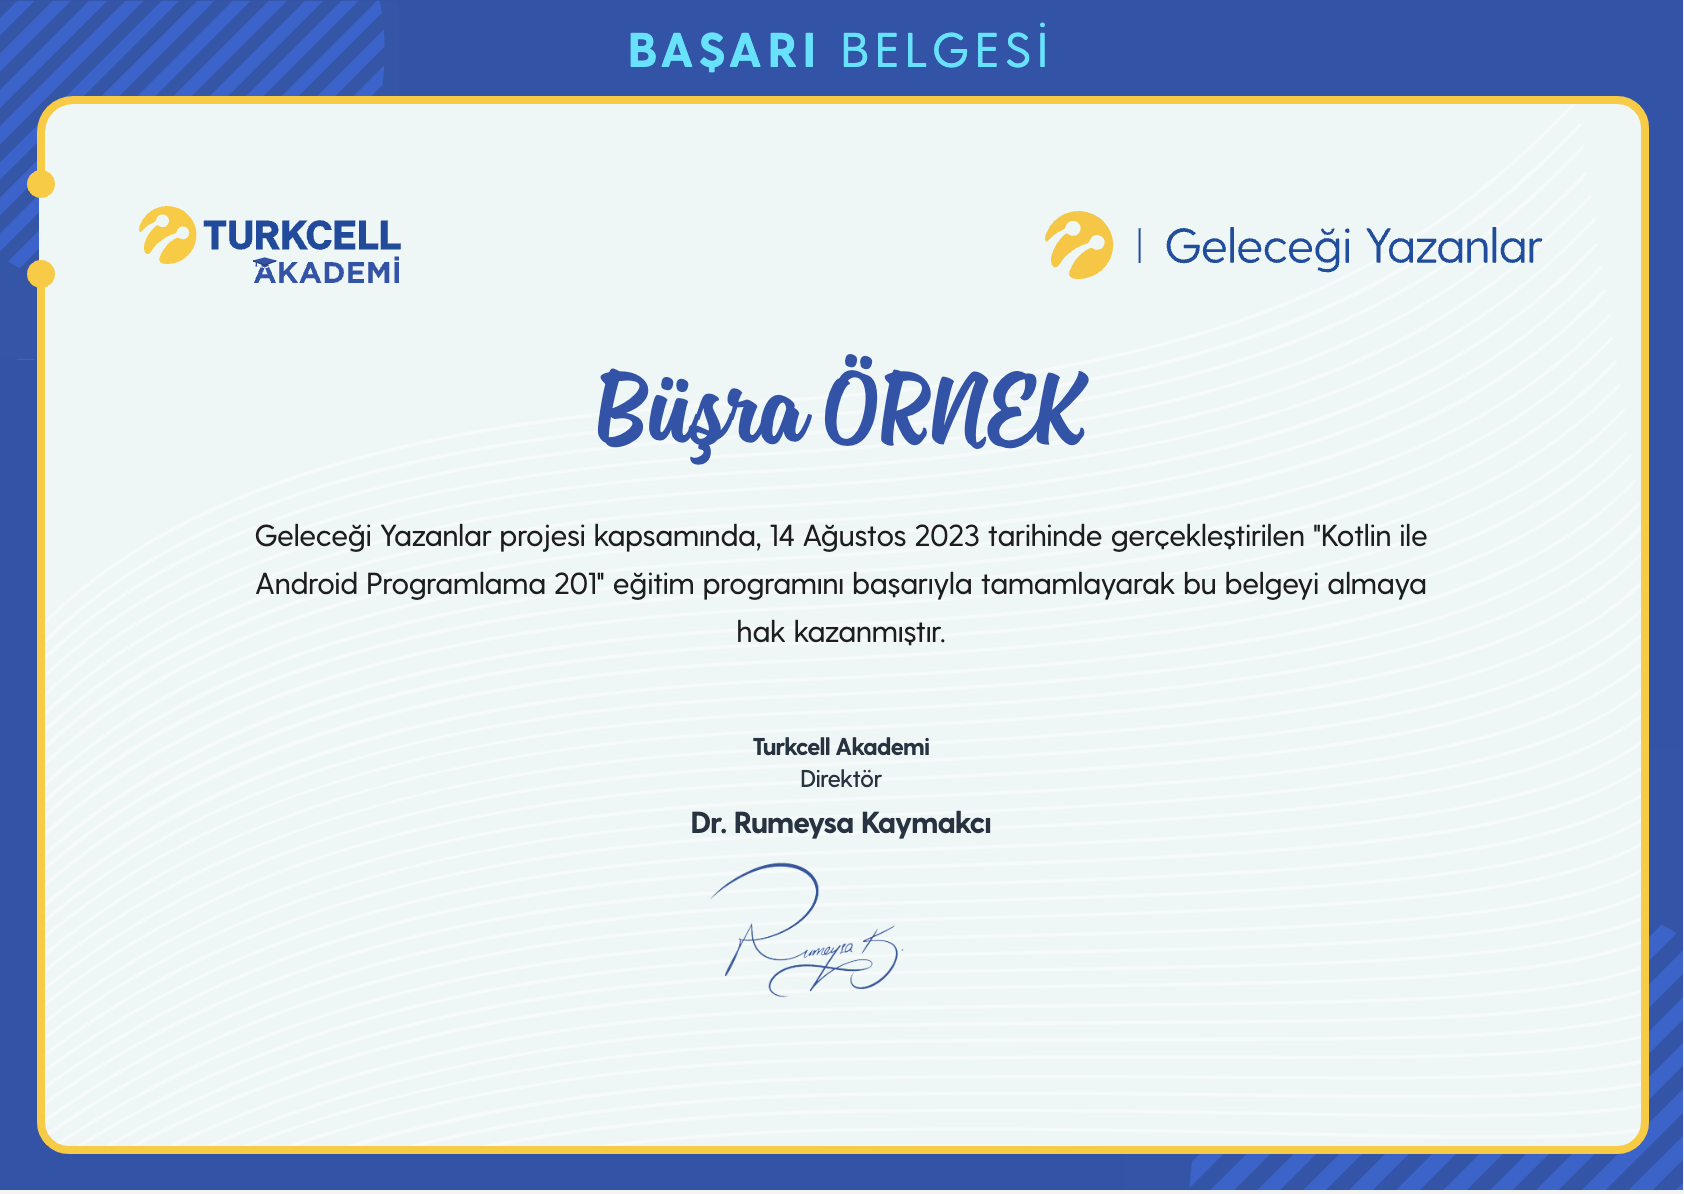 BAŞARI BELGESİ
TURKCELL
AKADEMİ
Geleceği Yazanlar
Büşra ÖRNEK
Geleceği Yazanlar projesi kapsamında, 14 Ağustos 2023 tarihinde gerçekleştirilen "Kotlin ile
Android Programlama 201" eğitim programını başarıyla tamamlayarak bu belgeyi almaya
hak kazanmıştır.
Turkcell Akademi
Direktör
Dr. Rumeysa Kaymakcı
Rumeysa K.